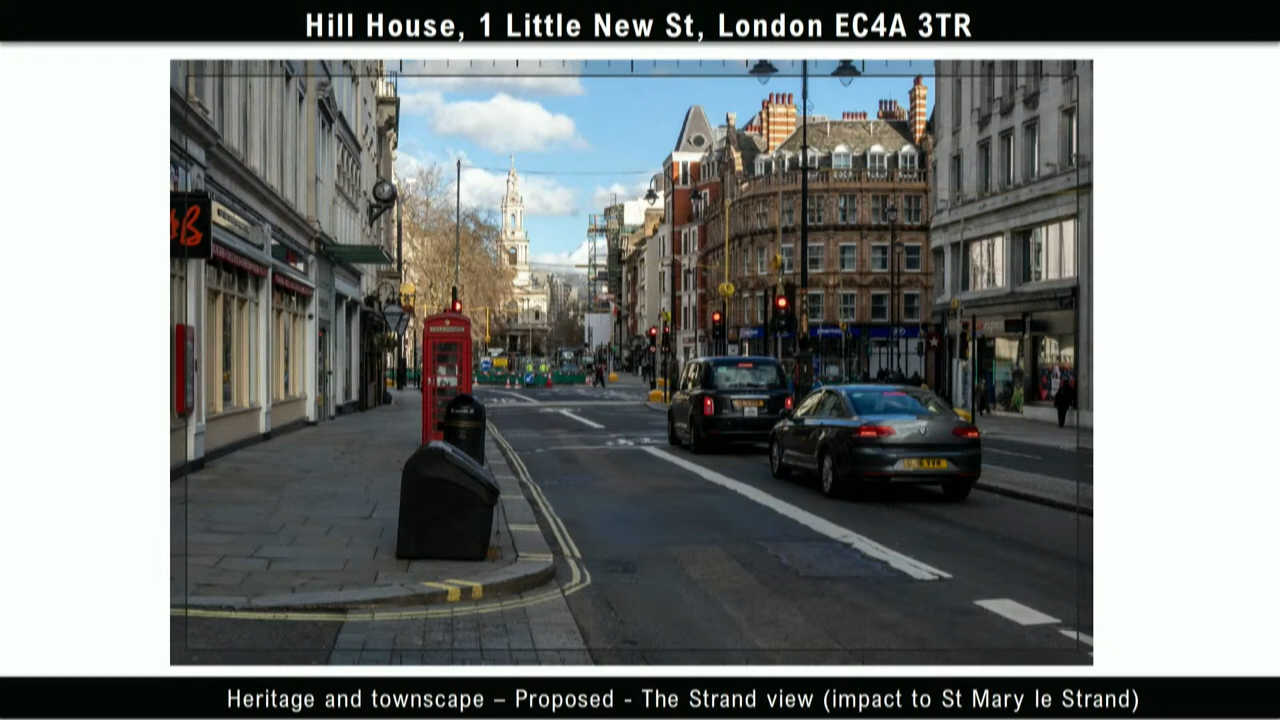 Hill House, 1 Little New St, London EC4A 3TR
TELEPHONE
Heritage and townscape – Proposed - The Strand view (impact to St Mary le Strand)